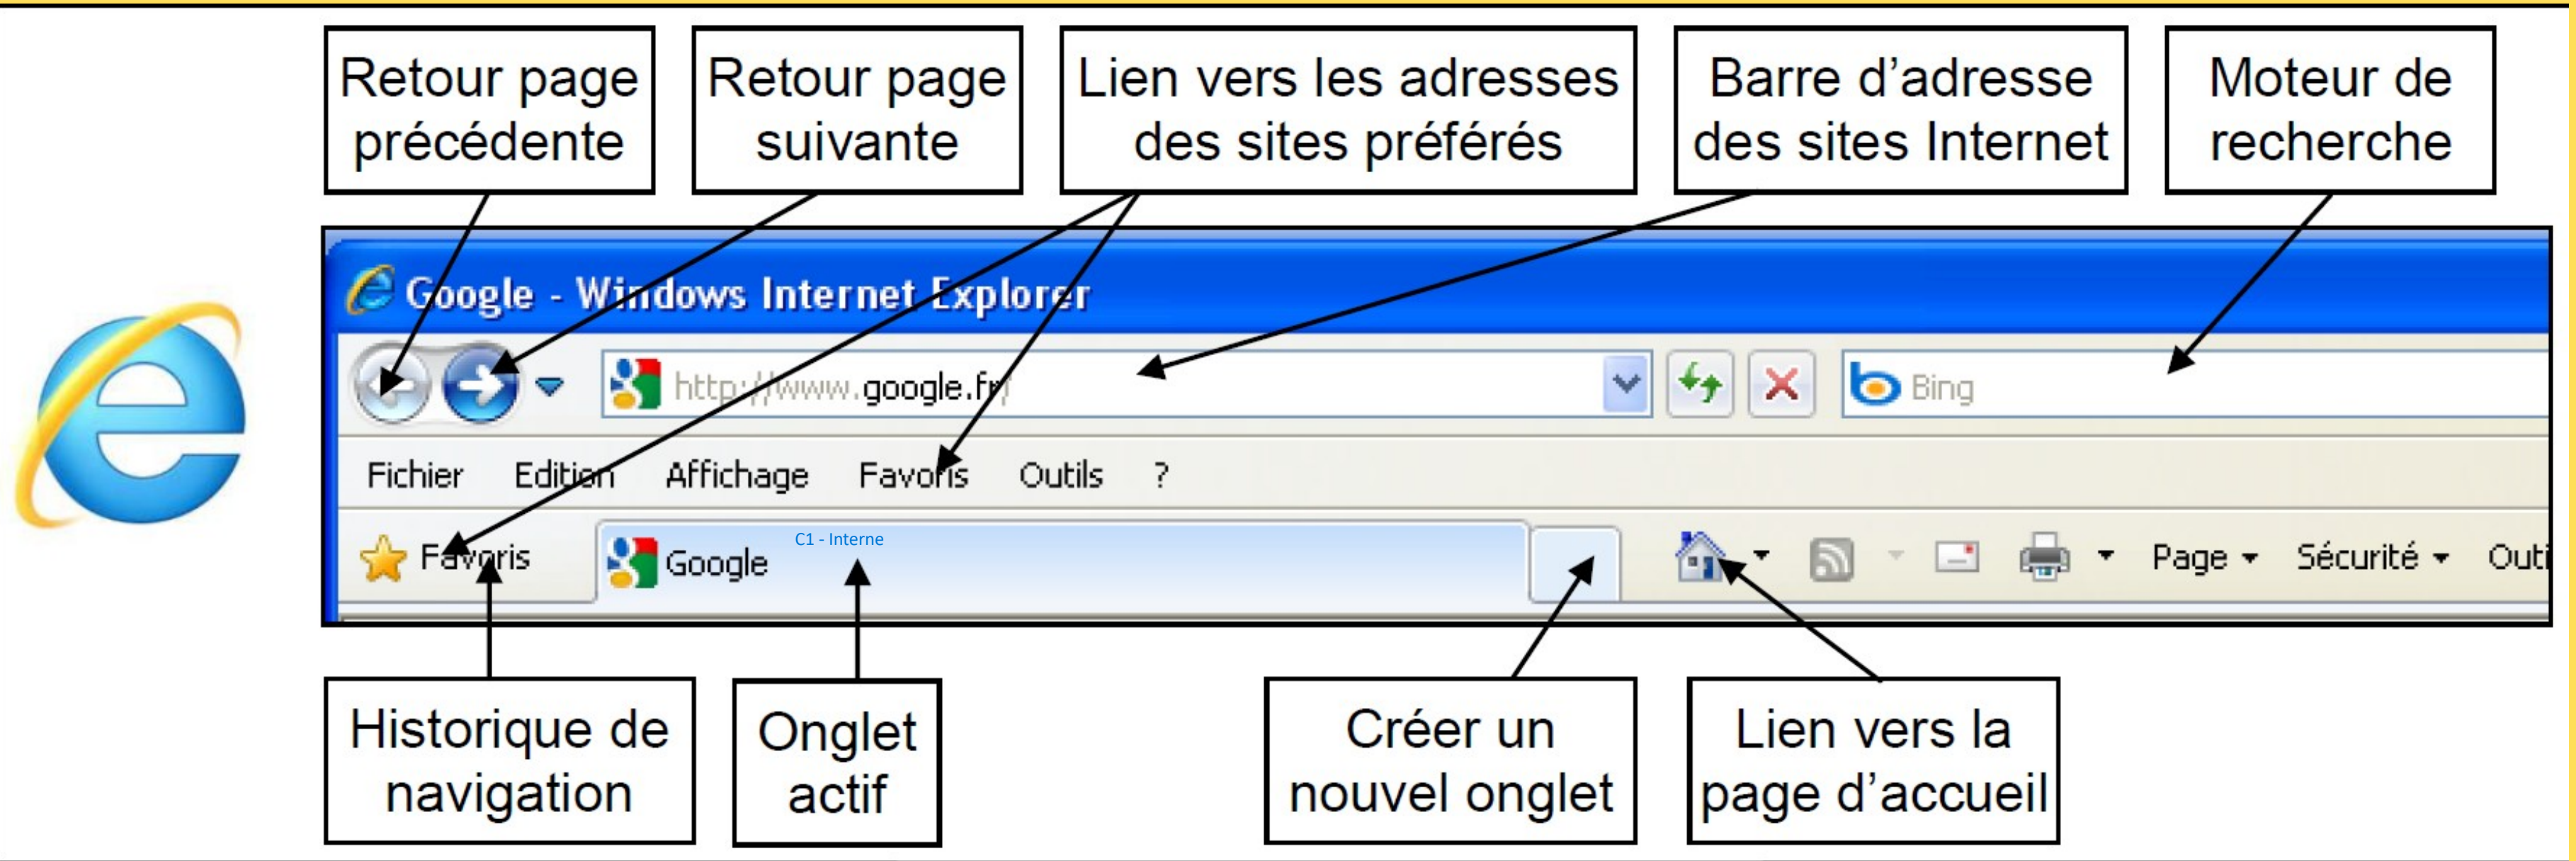 Retour page
précédente
Retour page
suivante
Lien vers les adresses
des sites préférés
Barre d'adresse
des sites Internet
Moteur de
recherche
Google - Windows Internet Explorer
http://www.google.fr/
Bing
Fichier Edition Affichage Favoris Outils ?
Favoris
Google
C1 - Interne
Page Sécurité Outi
Historique de
navigation
Onglet
actif
Créer un
nouvel onglet
Lien vers la
page d'accueil